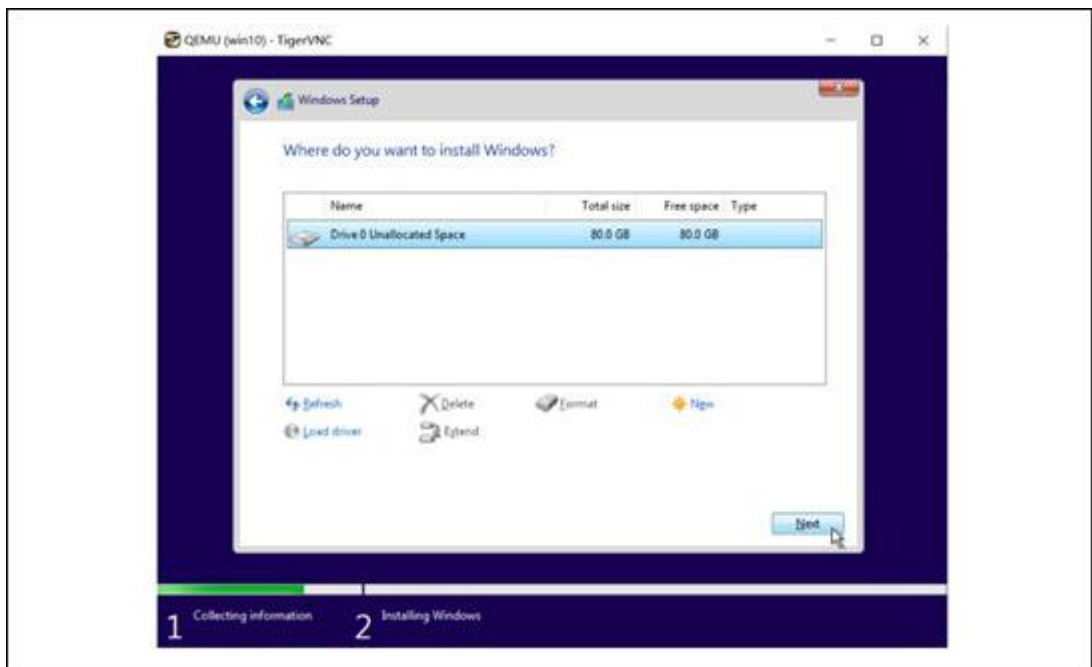 QEMU (win10) - TigerVNC
Windows Setup
Where do you want to install Windows?
Name Total size Free space Type
Drive 0 Unallocated Space 80.0 GB 80.0 GB
Refresh Delete Format New
Load driver Extend
Next
1 Collecting information 2 Installing Windows